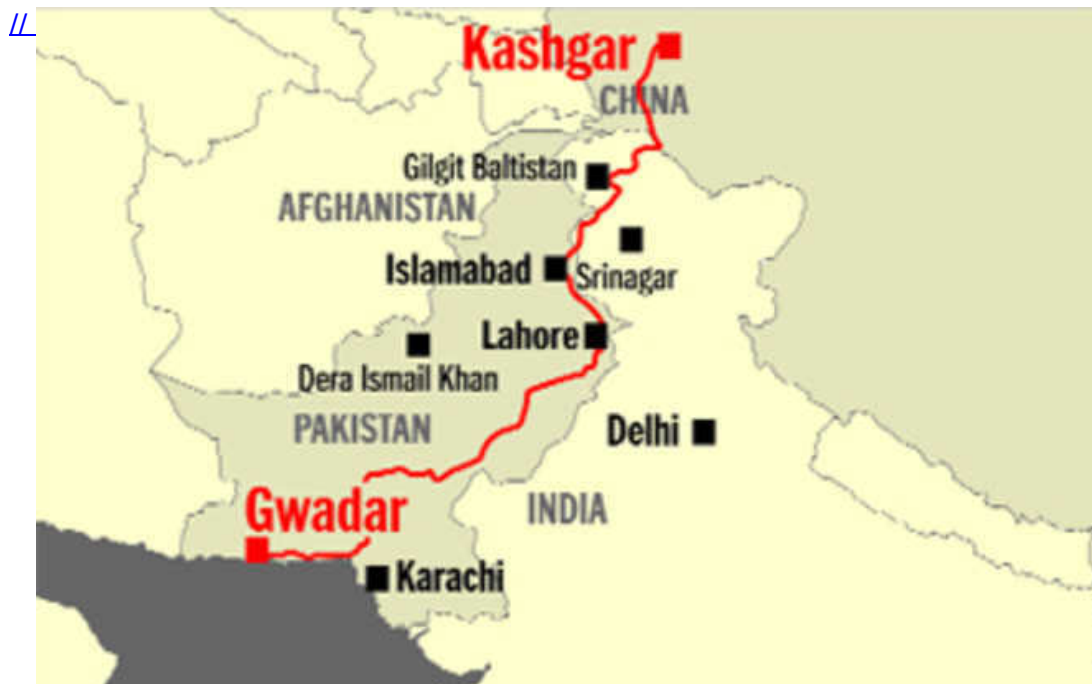 //
Kashgar
CHINA
Gilgit Baltistan
AFGHANISTAN
Islamabad
Srinagar
Lahore
Dera Ismail Khan
PAKISTAN
Delhi
Gwadar
INDIA
Karachi